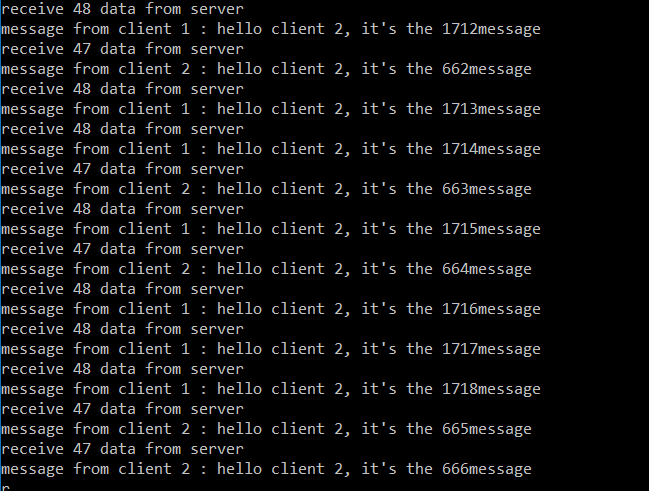 receive 48 data from server
message from client 1 : hello client 2, it's the 1712message
receive 47 data from server
message from client 2 : hello client 2, it's the 662message
receive 48 data from server
message from client 1 : hello client 2, it's the 1713message
receive 48 data from server
message from client 1 : hello client 2, it's the 1714message
receive 47 data from server
message from client 2 : hello client 2, it's the 663message
receive 48 data from server
message from client 1 : hello client 2, it's the 1715message
receive 47 data from server
message from client 2 : hello client 2, it's the 664message
receive 48 data from server
message from client 1 : hello client 2, it's the 1716message
receive 48 data from server
message from client 1 : hello client 2, it's the 1717message
receive 48 data from server
message from client 1 : hello client 2, it's the 1718message
receive 47 data from server
message from client 2 : hello client 2, it's the 665message
receive 47 data from server
message from client 2 : hello client 2, it's the 666message
r